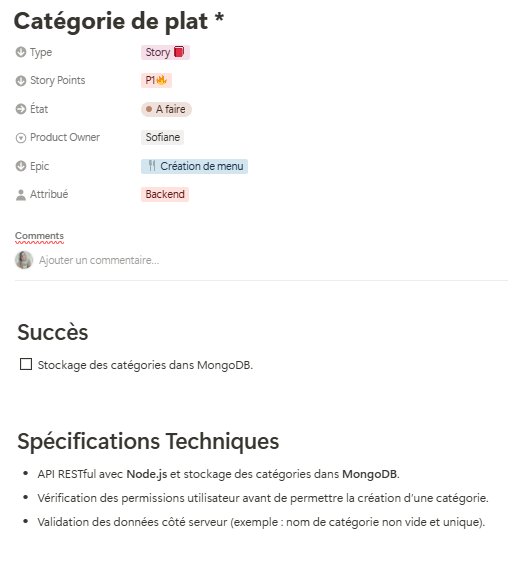 Catégorie de plat *
Type Story 📕
Story Points P1🔥
État A faire
Product Owner Sofiane
Epic 🍴 Création de menu
Attribué Backend
Comments
Ajouter un commentaire...
Succès
Stockage des catégories dans MongoDB.
Spécifications Techniques
• API RESTful avec Node.js et stockage des catégories dans MongoDB.
• Vérification des permissions utilisateur avant de permettre la création d'une catégorie.
• Validation des données côté serveur (exemple : nom de catégorie non vide et unique).